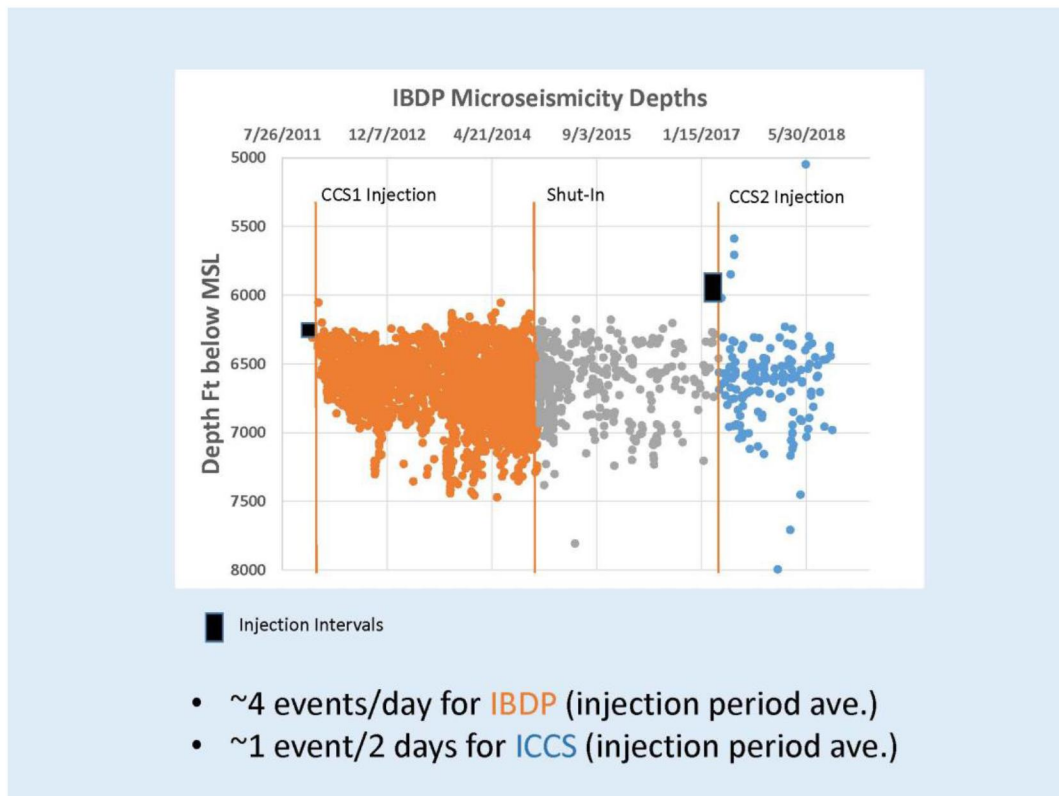 IBDP Microseismicity Depths
7/26/2011 12/7/2012 4/21/2014 9/3/2015 1/15/2017 5/30/2018
5000
CCS1 Injection Shut-In CCS2 Injection
5500
6000
6500
7000
7500
8000
Depth Ft below MSL
Injection Intervals
• ~4 events/day for IBDP (injection period ave.)
• ~1 event/2 days for ICCS (injection period ave.)